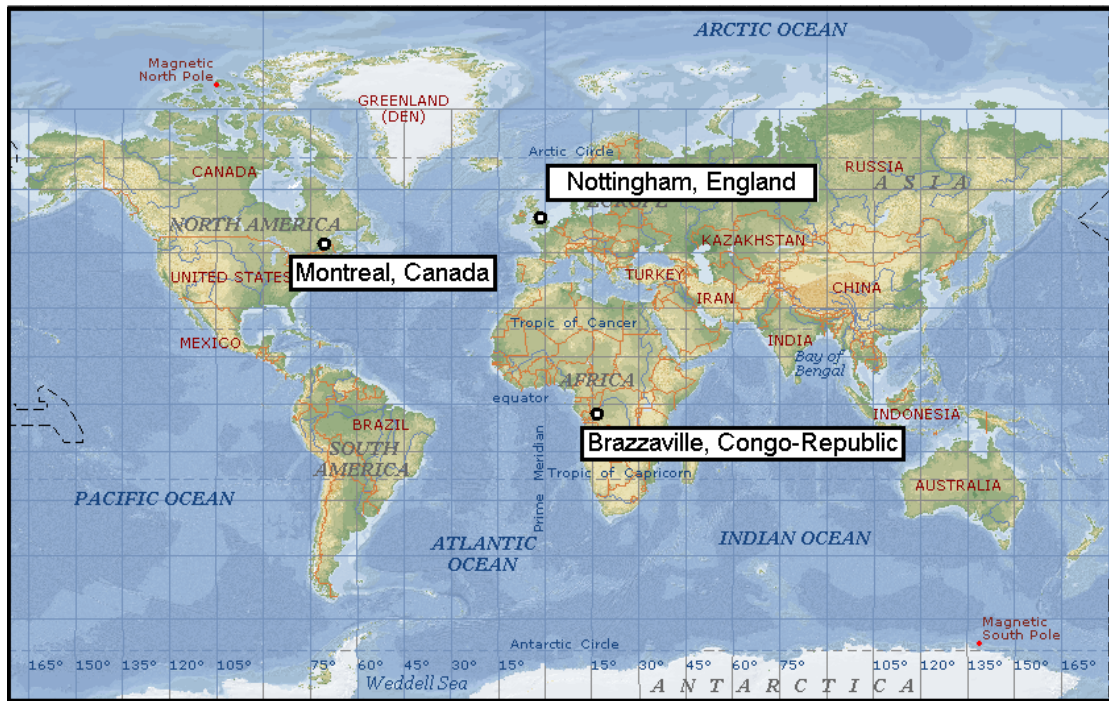 ARCTIC OCEAN
Magnetic
North Pole
GREENLAND
(DEN)
Arctic Circle
CANADA
RUSSIA
ASIA
Nottingham, England
EUROPE
NORTH AMERICA
KAZAKHSTAN
Montreal, Canada
UNITED STATES
TURKEY
IRAN
CHINA
Tropic of Cancer
MEXICO
INDIA
Bay of
Bengal
AFRICA
equator
BRAZIL
INDONESIA
SOUTH
AMERICA
Brazzaville, Congo-Republic
Prime Meridian
Tropic of Capricorn
AUSTRALIA
PACIFIC OCEAN
ATLANTIC
OCEAN
INDIAN OCEAN
Magnetic
South Pole
Antarctic Circle
165° 150° 135° 120° 105° 75° 60° 45° 30° 15° 15° 30° 45° 60° 75° 105° 120° 135° 150° 165°
Weddell Sea
ANTARCTICA